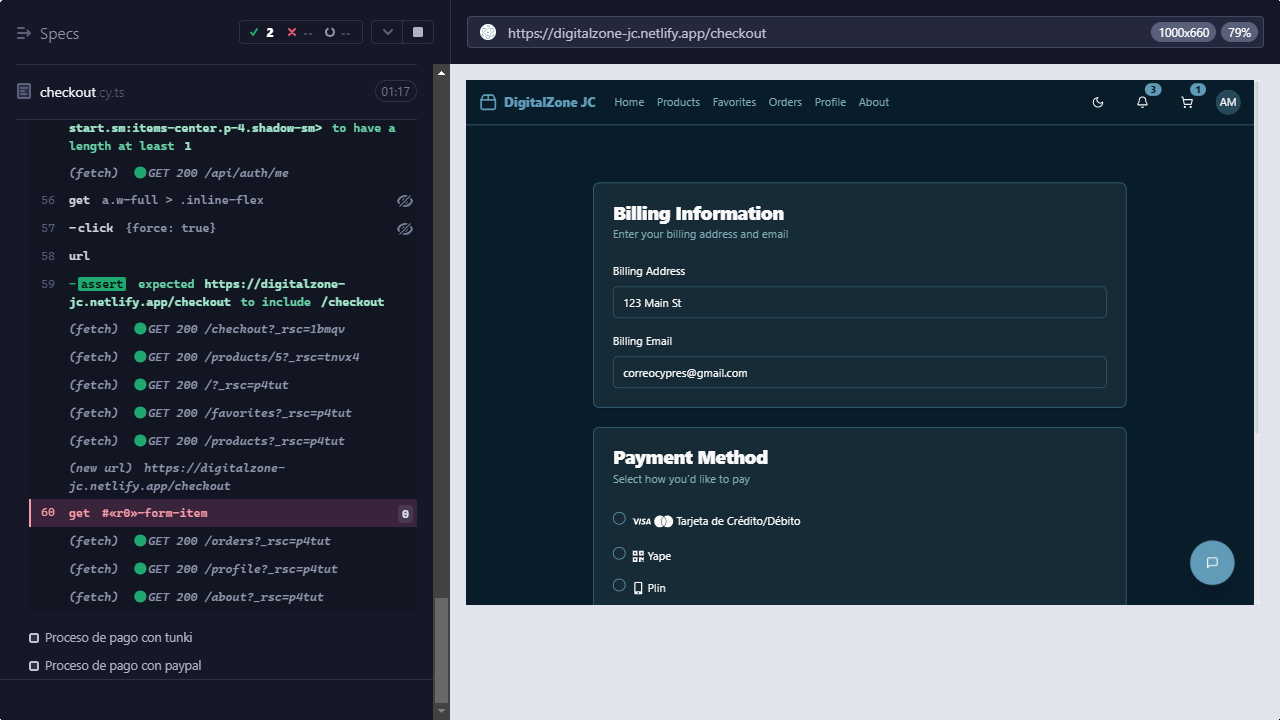 Specs
2
--
--
checkout.cy.ts
01:17
start.sm:items-center.p-4.shadow-sm> to have a
length at least 1
(fetch) GET 200 /api/auth/me
56 get a.w-full > .inline-flex
57 -click {force: true}
58 url
59 -assert expected https://digitalzone-
jc.netlify.app/checkout to include /checkout
(fetch) GET 200 /checkout?_rsc=1bmqv
(fetch) GET 200 /products/5?_rsc=tnvx4
(fetch) GET 200 /?_rsc=p4tut
(fetch) GET 200 /favorites?_rsc=p4tut
(fetch) GET 200 /products?_rsc=p4tut
(new url) https://digitalzone-
jc.netlify.app/checkout
60 get #«r0»-form-item 0
(fetch) GET 200 /orders?_rsc=p4tut
(fetch) GET 200 /profile?_rsc=p4tut
(fetch) GET 200 /about?_rsc=p4tut
Proceso de pago con tunki
Proceso de pago con paypal
https://digitalzone-jc.netlify.app/checkout
1000x660
79%
DigitalZone JC
Home
Products
Favorites
Orders
Profile
About
3
1
AM
Billing Information
Enter your billing address and email
Billing Address
123 Main St
Billing Email
correocypres@gmail.com
Payment Method
Select how you'd like to pay
VISA Tarjeta de Crédito/Débito
Yape
Plin